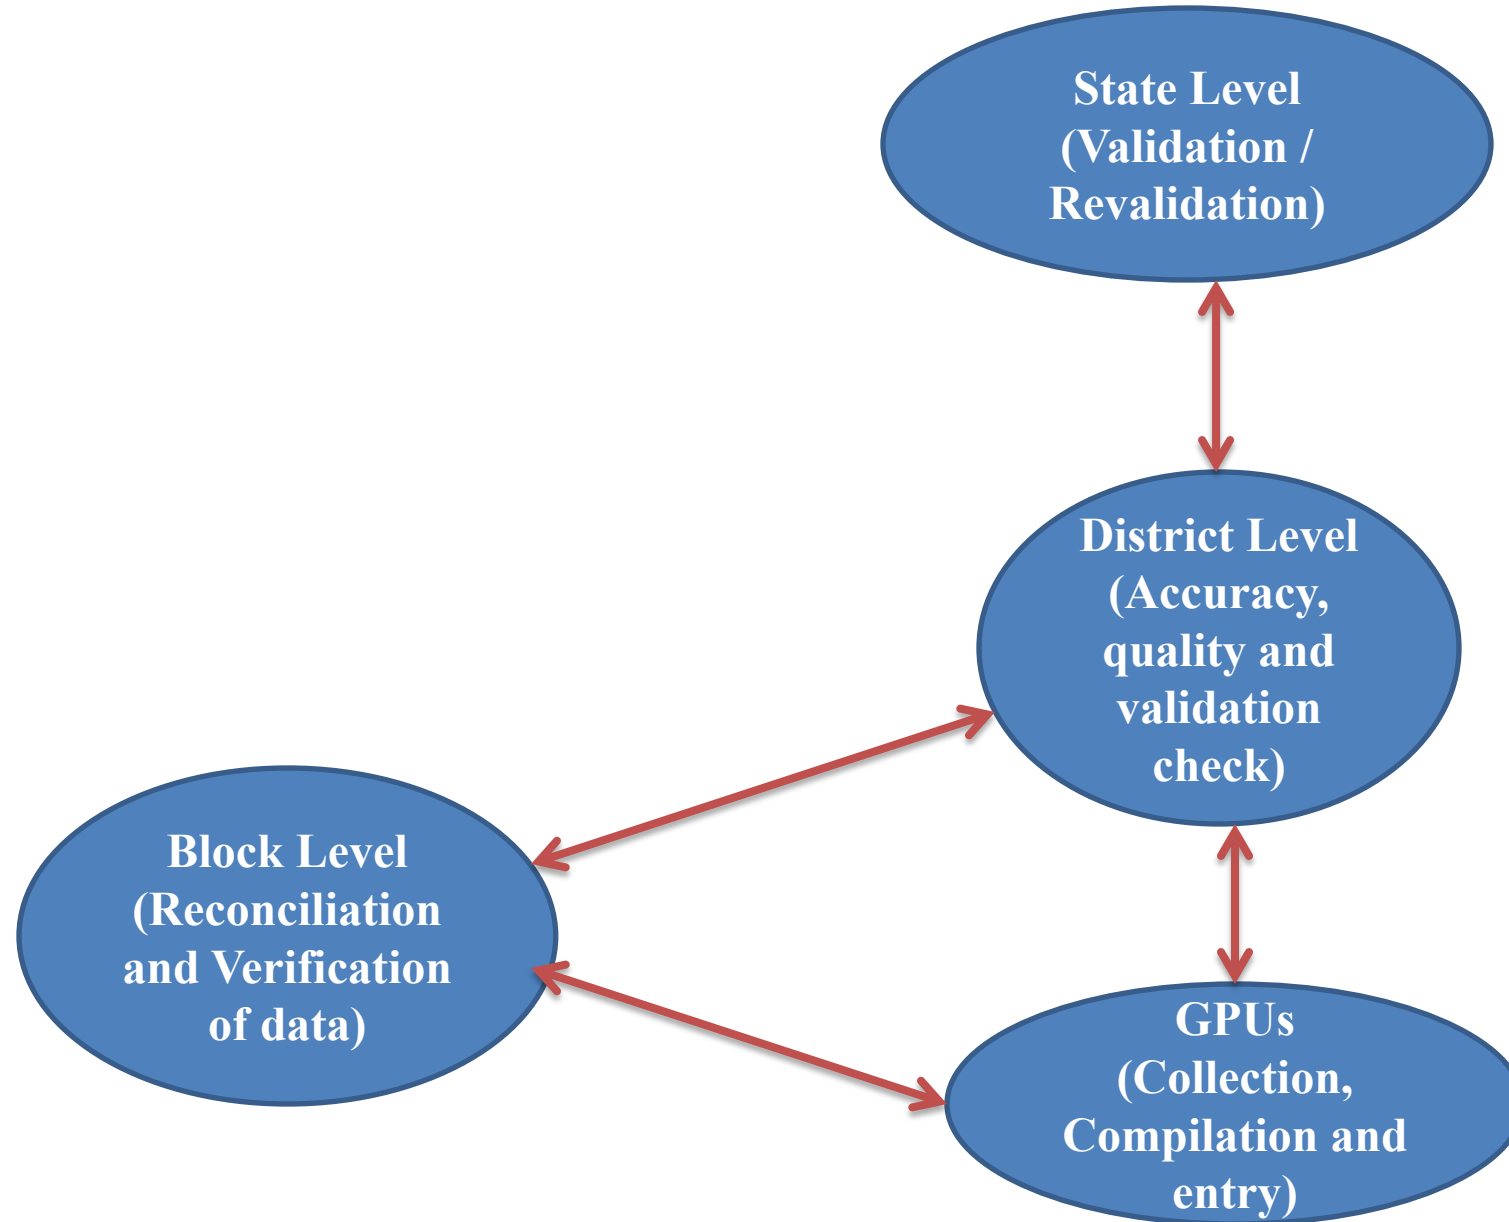 State Level
(Validation /
Revalidation)
District Level
(Accuracy,
quality and
validation
check)
Block Level
(Reconciliation
and Verification
of data)
GPUs
(Collection,
Compilation and
entry)